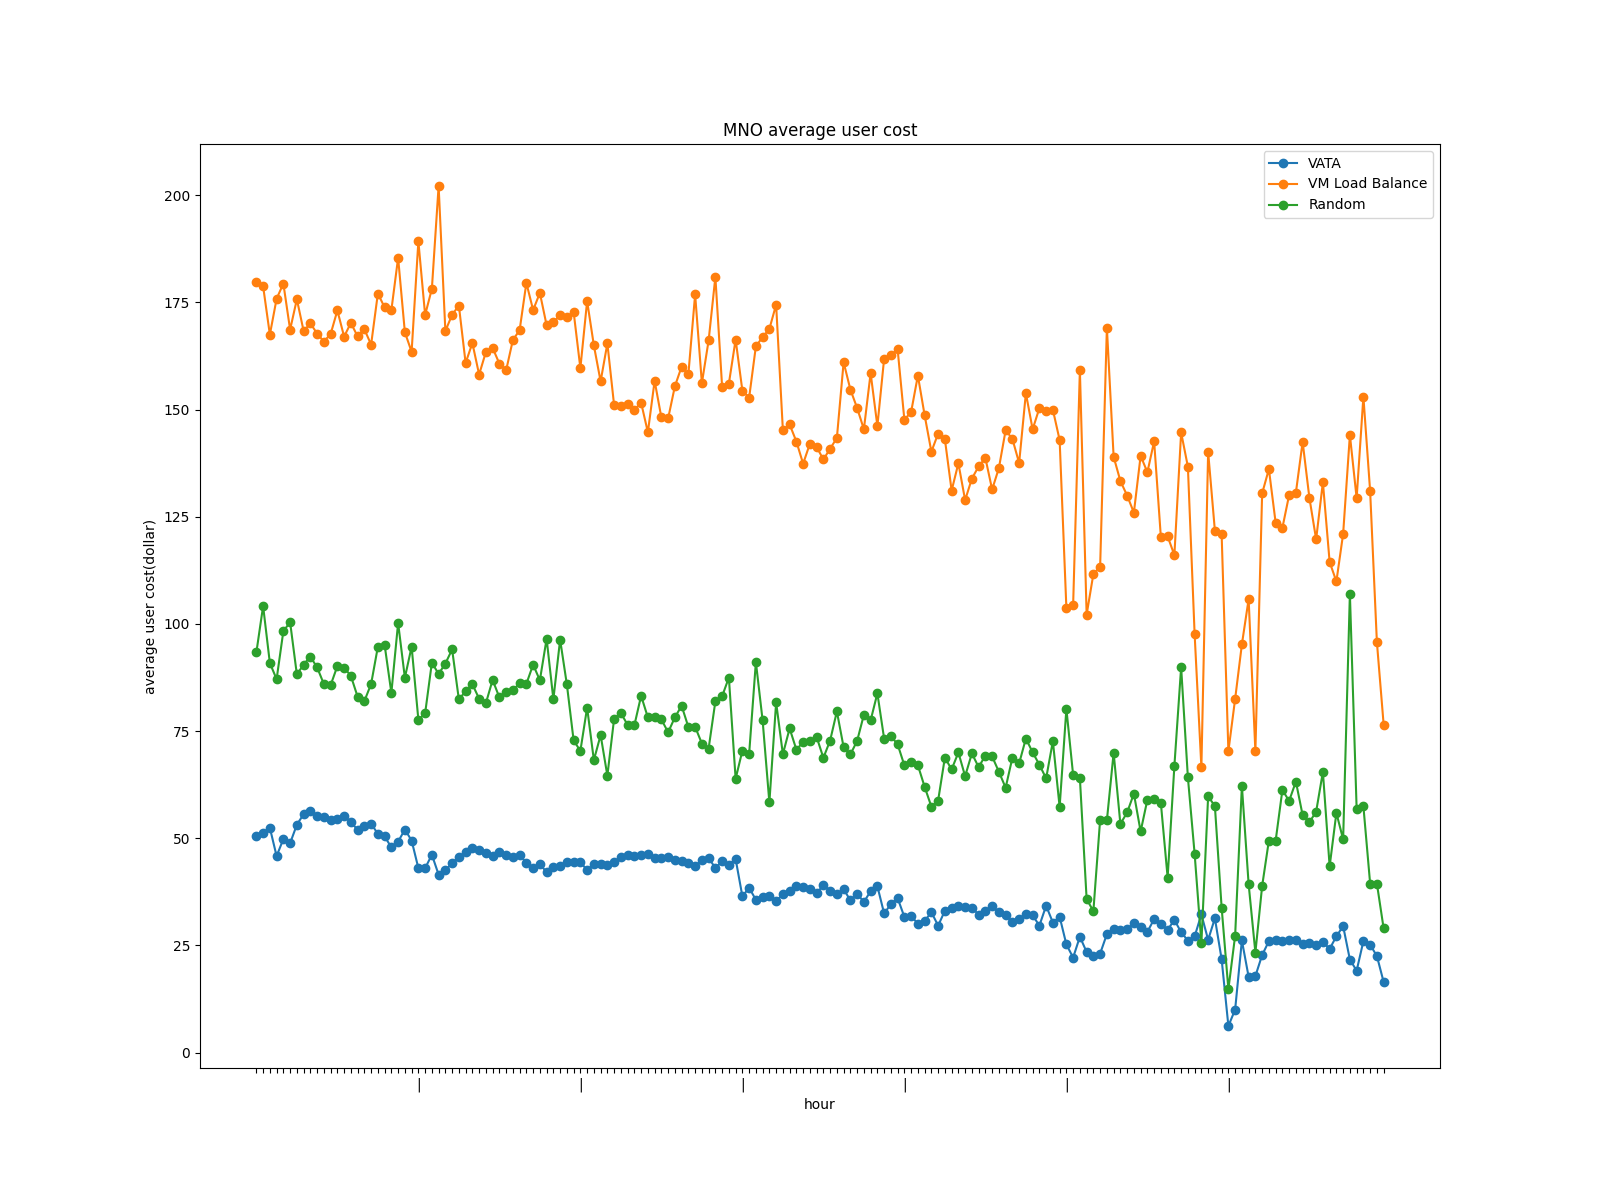 MNO average user cost
VATA
VM Load Balance
Random
200
175
150
125
100
75
50
25
0
average user cost(dollar)
| | | | | |
hour